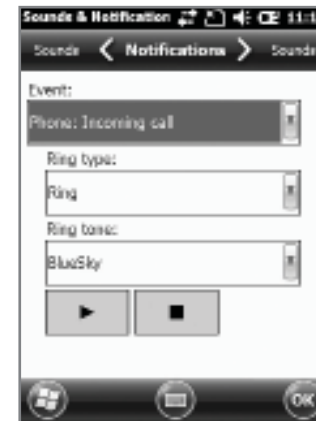 Sounds & Notification 11:1
Sounds Notifications Sounds
Event:
Phone: Incoming call
Ring type:
Ring
Ring tone:
BlueSky
OK